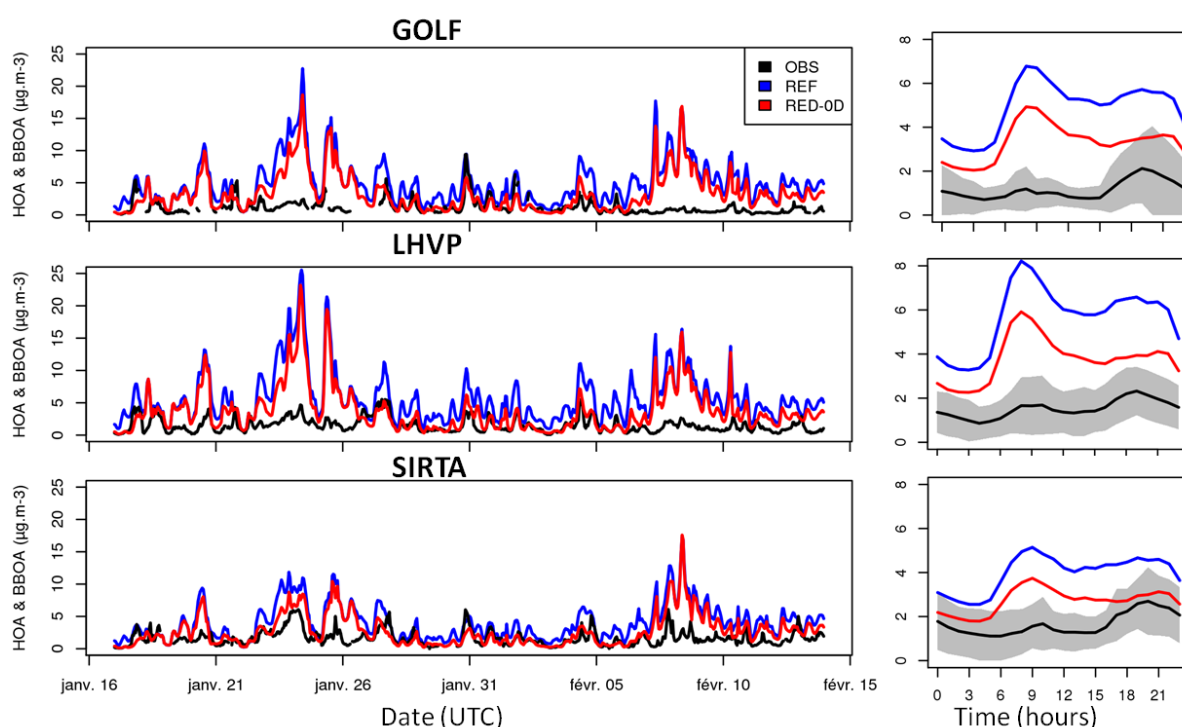 GOLF
HOA & BBOA (µg.m-3)
0 5 10 15 20 25
OBS
REF
RED-0D
0 2 4 6 8
LHVP
HOA & BBOA (µg.m-3)
0 5 10 15 20 25
0 2 4 6 8
SIRTA
HOA & BBOA (µg.m-3)
0 5 10 15 20 25
0 2 4 6 8
janv. 16 janv. 21 janv. 26 janv. 31 févr. 05 févr. 10 févr. 15
0 3 6 9 12 15 18 21
Date (UTC)
Time (hours)